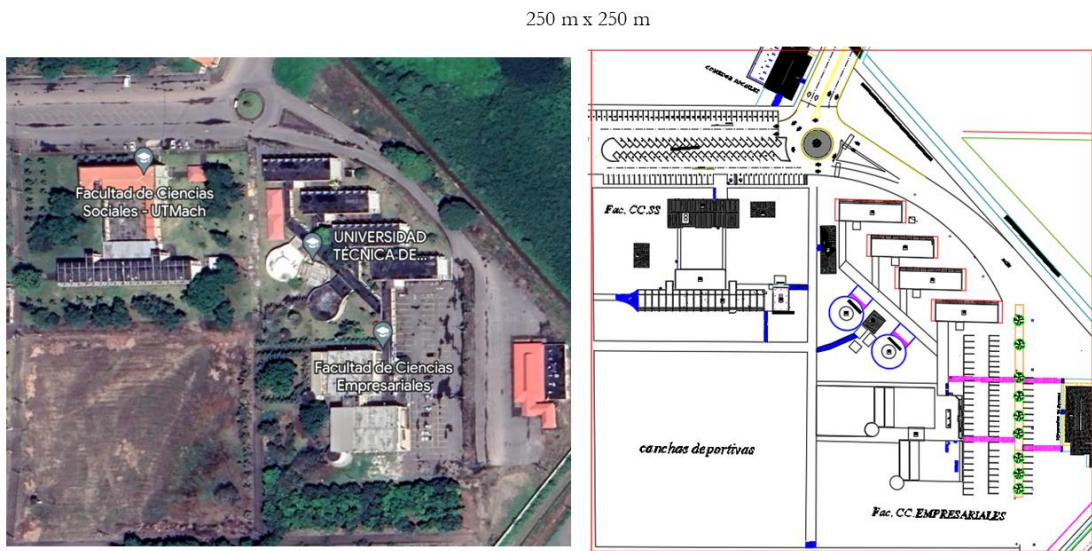 250 m x 250 m
Facultad de Ciencias
Sociales - UTMach
UNIVERSIDAD
TÉCNICA DE...
Facultad de Ciencias
Empresariales
Fac. CC.SS
canchas deportivas
Fac. CC.EMPRESARIALES